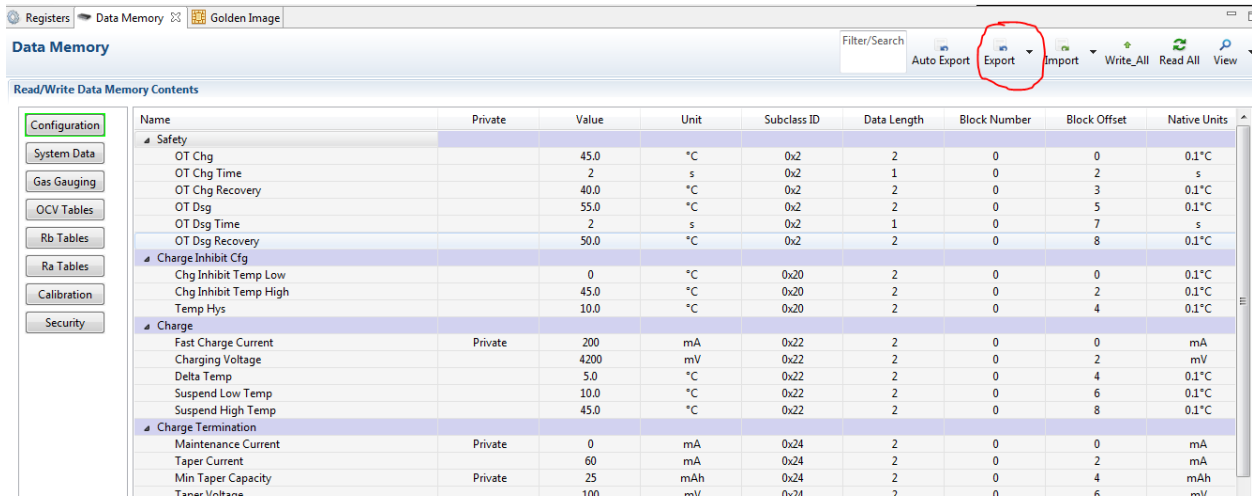 Registers Data Memory Golden Image
Data Memory
Filter/Search Auto Export Export Import Write_All Read All View
Read/Write Data Memory Contents
Configuration
System Data
Gas Gauging
OCV Tables
Rb Tables
Ra Tables
Calibration
Security
Name Private Value Unit Subclass ID Data Length Block Number Block Offset Native Units
Safety
OT Chg 45.0 °C 0x2 2 0 0 0.1°C
OT Chg Time 2 s 0x2 1 0 2 s
OT Chg Recovery 40.0 °C 0x2 2 0 3 0.1°C
OT Dsg 55.0 °C 0x2 2 0 5 0.1°C
OT Dsg Time 2 s 0x2 1 0 7 s
OT Dsg Recovery 50.0 °C 0x2 2 0 8 0.1°C
Charge Inhibit Cfg
Chg Inhibit Temp Low 0 °C 0x20 2 0 0 0.1°C
Chg Inhibit Temp High 45.0 °C 0x20 2 0 2 0.1°C
Temp Hys 10.0 °C 0x20 2 0 4 0.1°C
Charge
Fast Charge Current Private 200 mA 0x22 2 0 0 mA
Charging Voltage 4200 mV 0x22 2 0 2 mV
Delta Temp 5.0 °C 0x22 2 0 4 0.1°C
Suspend Low Temp 10.0 °C 0x22 2 0 6 0.1°C
Suspend High Temp 45.0 °C 0x22 2 0 8 0.1°C
Charge Termination
Maintenance Current Private 0 mA 0x24 2 0 0 mA
Taper Current 60 mA 0x24 2 0 2 mA
Min Taper Capacity Private 25 mAh 0x24 2 0 4 mAh
Taper Voltage 100 mV 0x24 2 0 6 mV